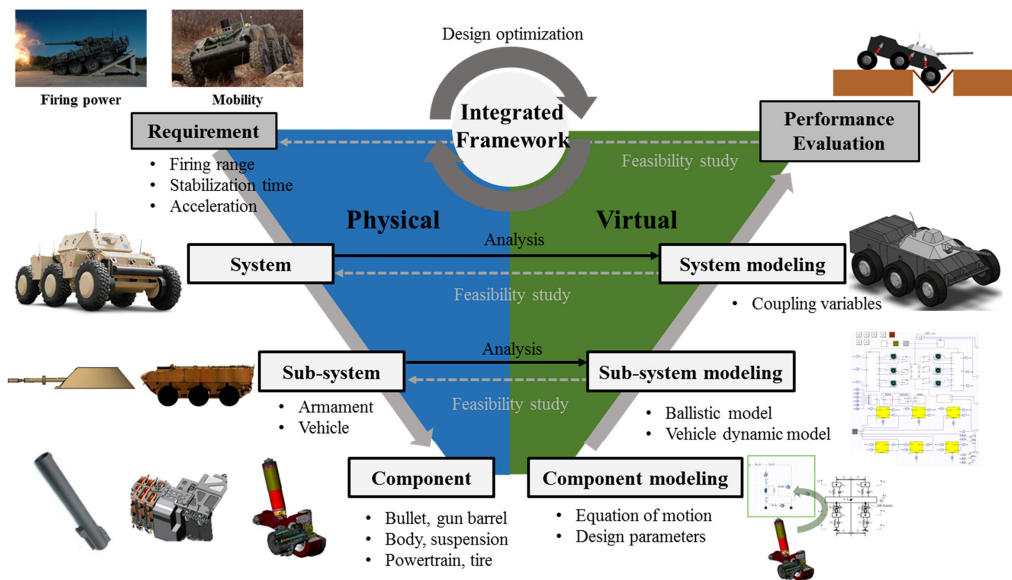 Design optimization
Firing power
Mobility
Integrated
Framework
Requirement
Performance
Evaluation
Feasibility study
• Firing range
• Stabilization time
• Acceleration
Physical
Virtual
Analysis
System
System modeling
Feasibility study
• Coupling variables
Analysis
Sub-system
Sub-system modeling
Feasibility study
• Armament
• Vehicle
• Ballistic model
• Vehicle dynamic model
Component
Component modeling
• Bullet, gun barrel
• Body, suspension
• Powertrain, tire
• Equation of motion
• Design parameters